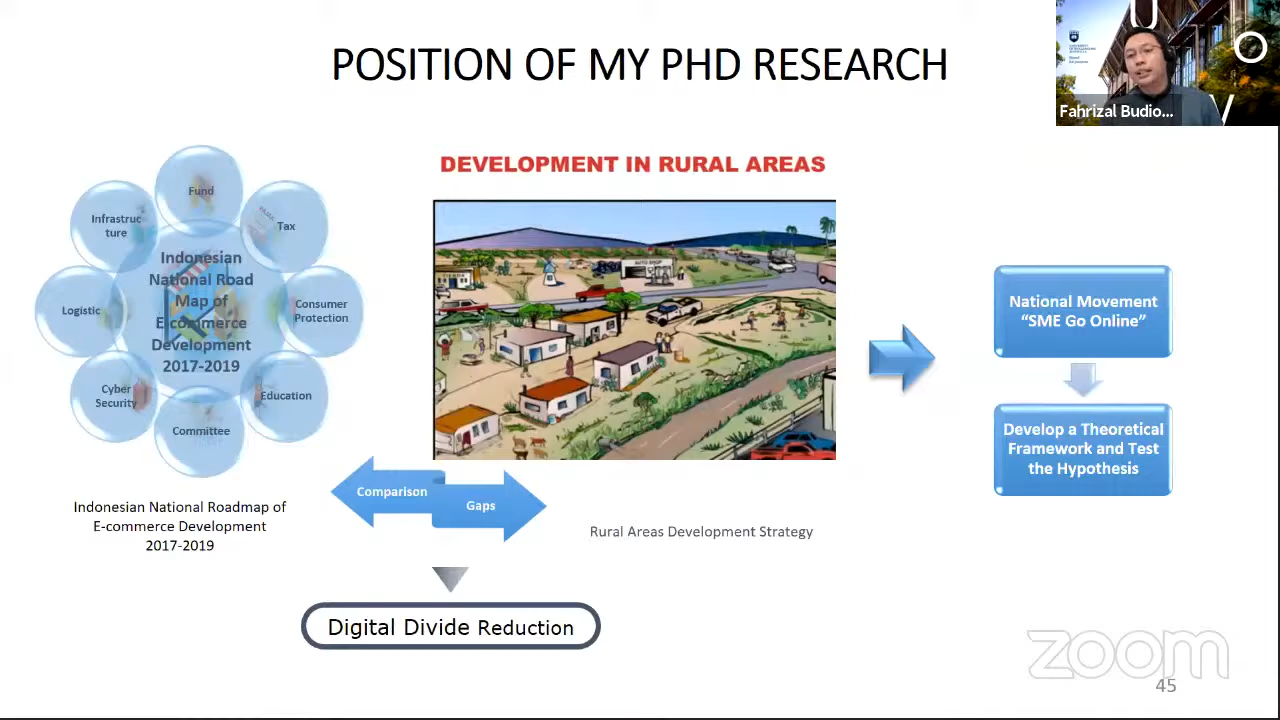 POSITION OF MY PHD RESEARCH
U
O
V
Fahrizal Budio...
DEVELOPMENT IN RURAL AREAS
Fund
Tax
Consumer
Protection
Education
Committee
Cyber
Security
Logistic
Infrastruc
ture
Indonesian
National Road
Map of
E-commerce
Development
2017-2019
AUTO SHOP
TIENDA
National Movement
“SME Go Online”
Develop a Theoretical
Framework and Test
the Hypothesis
Comparison
Gaps
Indonesian National Roadmap of
E-commerce Development
2017-2019
Rural Areas Development Strategy
Digital Divide Reduction
zoom
45